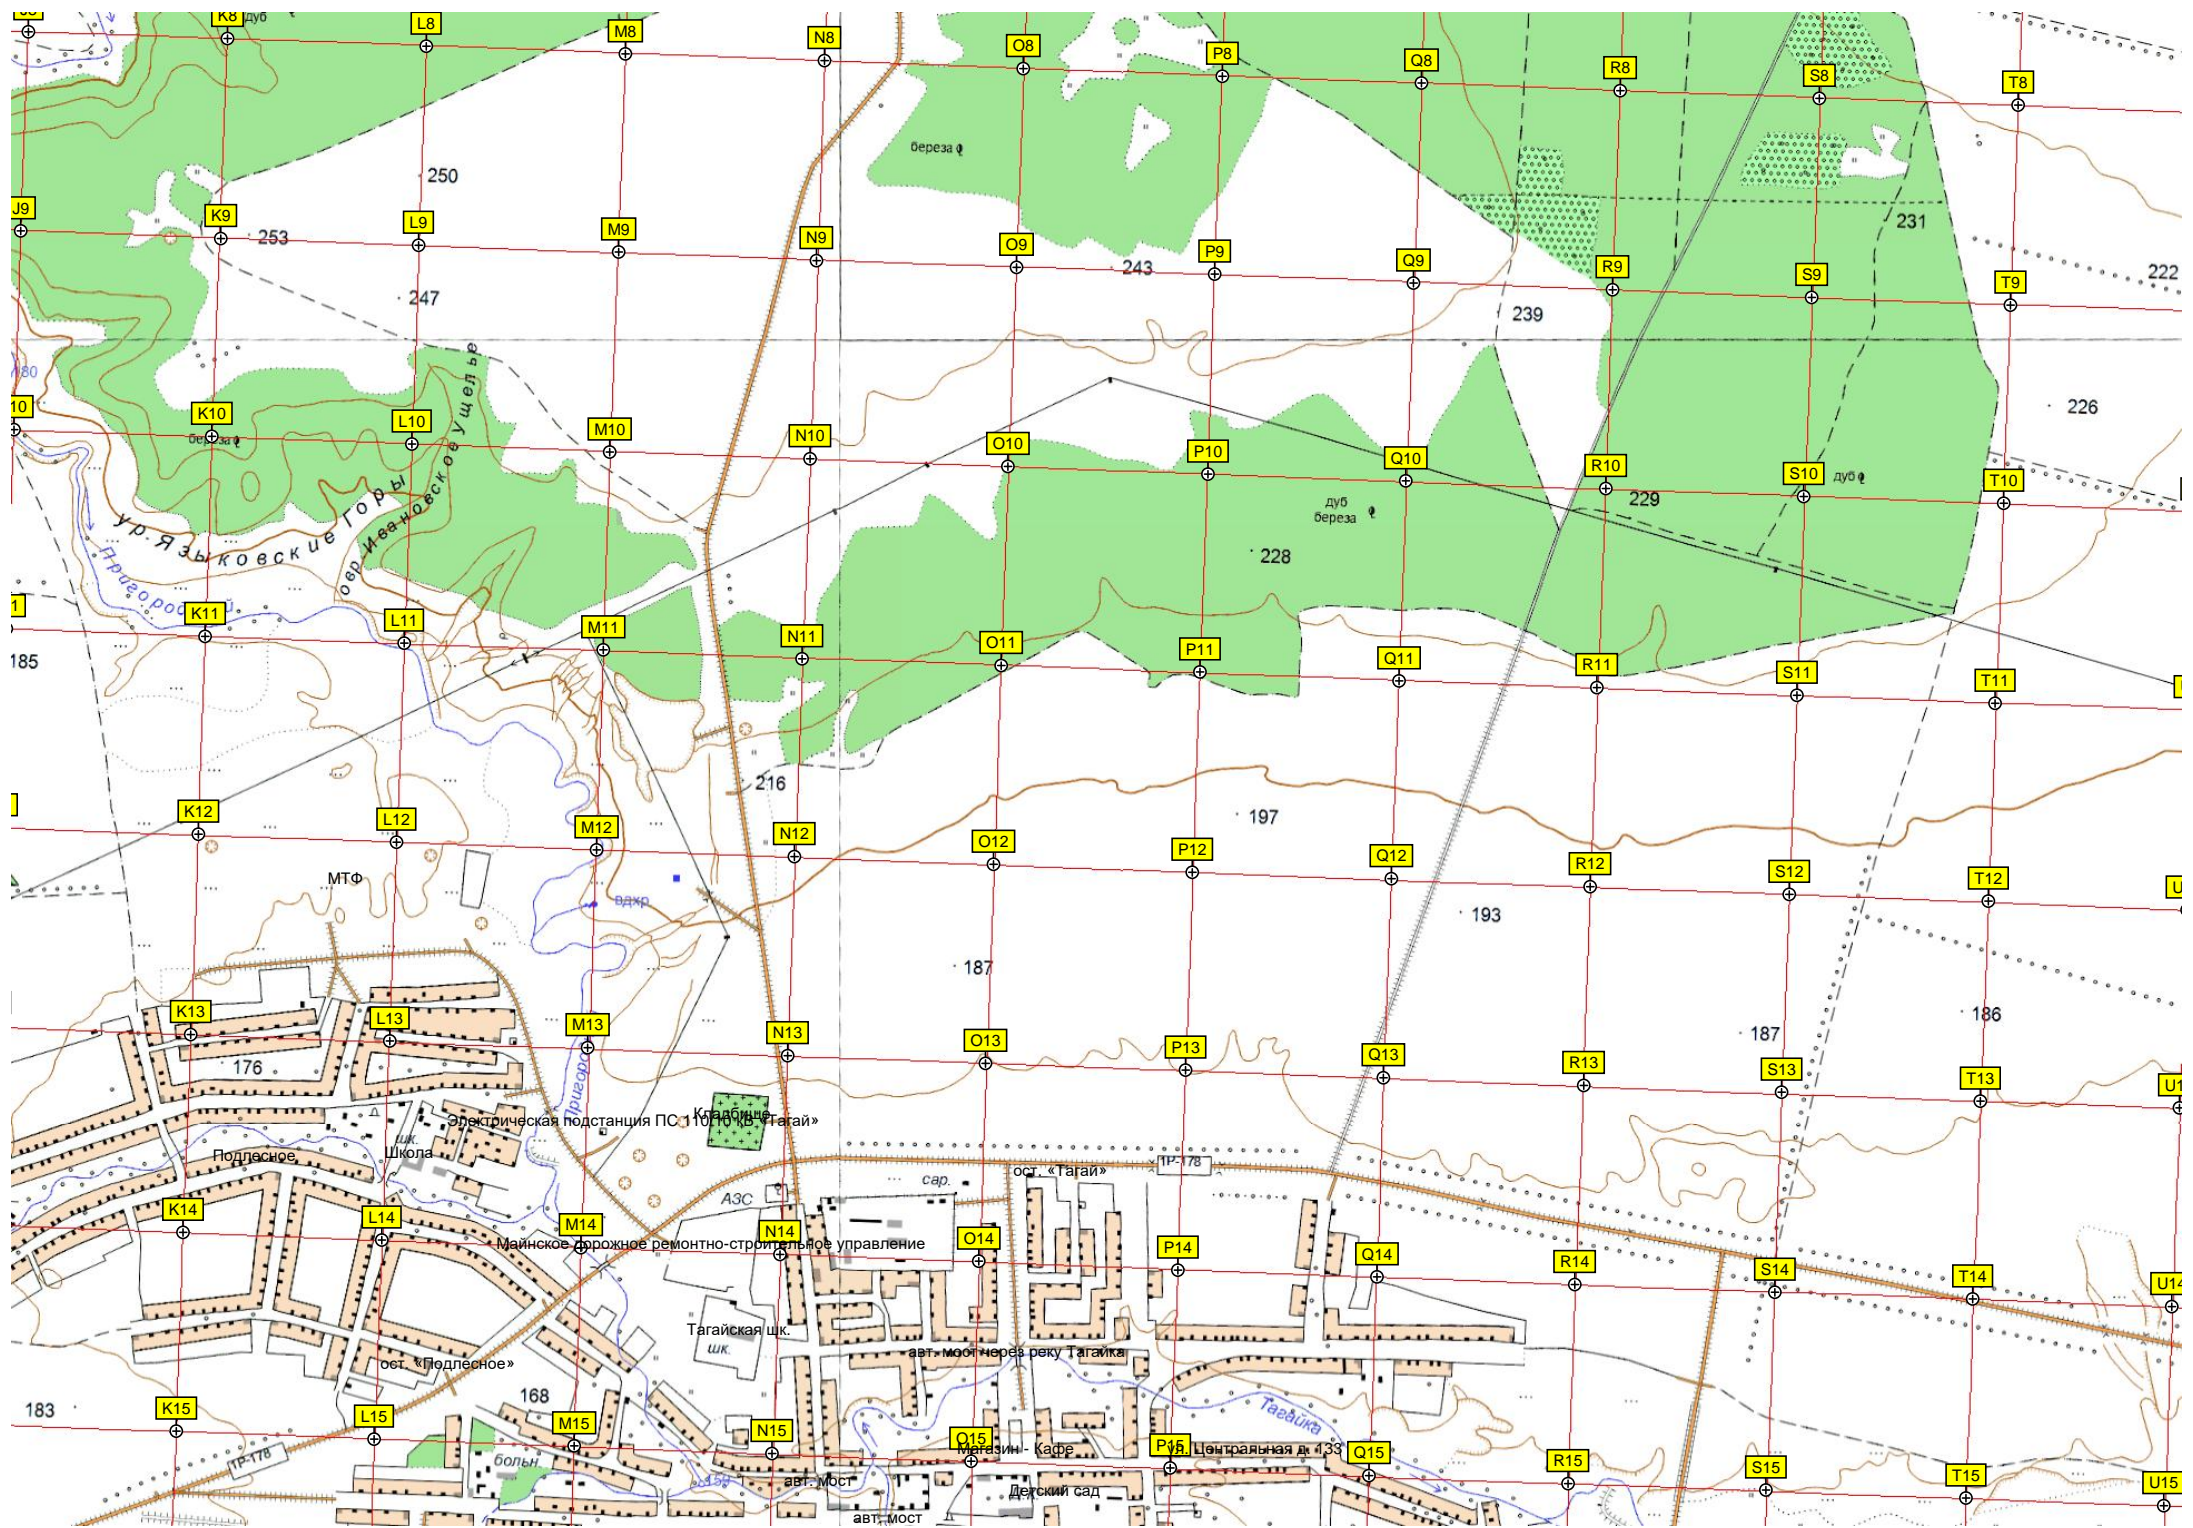 K8
дуб
L8
M8
N8
O8
P8
Q8
R8
S8
T8
береза
250
J9
K9
253
L9
M9
N9
O9
243
P9
Q9
R9
S9
231
T9
222
247
239
180
10
K10
береза
L10
M10
N10
O10
P10
Q10
R10
S10
дуб
T10
226
229
дуб
береза
228
ур. Языковские Горы
овр. Ивановское Ущелье
Пригородный
K11
L11
M11
N11
O11
P11
Q11
R11
S11
T11
185
216
197
K12
L12
M12
N12
O12
P12
Q12
R12
S12
T12
U
МТФ
вдхр
193
187
186
187
K13
L13
M13
N13
O13
P13
Q13
R13
S13
T13
U1
176
Пригород
Кладбище
Электрическая подстанция ПС 110/10 кВ «Тагай»
шк.
Школа
Подлесное
ост. «Тагай»
1Р-178
сар.
АЗС
K14
L14
M14
N14
O14
P14
Q14
R14
S14
T14
U14
Майнское дорожное ремонтно-строительное управление
Тагайская шк.
шк.
авт. мост через реку Тагайка
ост. «Подлесное»
168
183
Тагайка
K15
L15
M15
N15
O15
P15
Q15
R15
S15
T15
U15
Магазин - Кафе
ул. Центральная д. 133
1Р-178
больн.
159
авт. мост
Детский сад
авт. мост